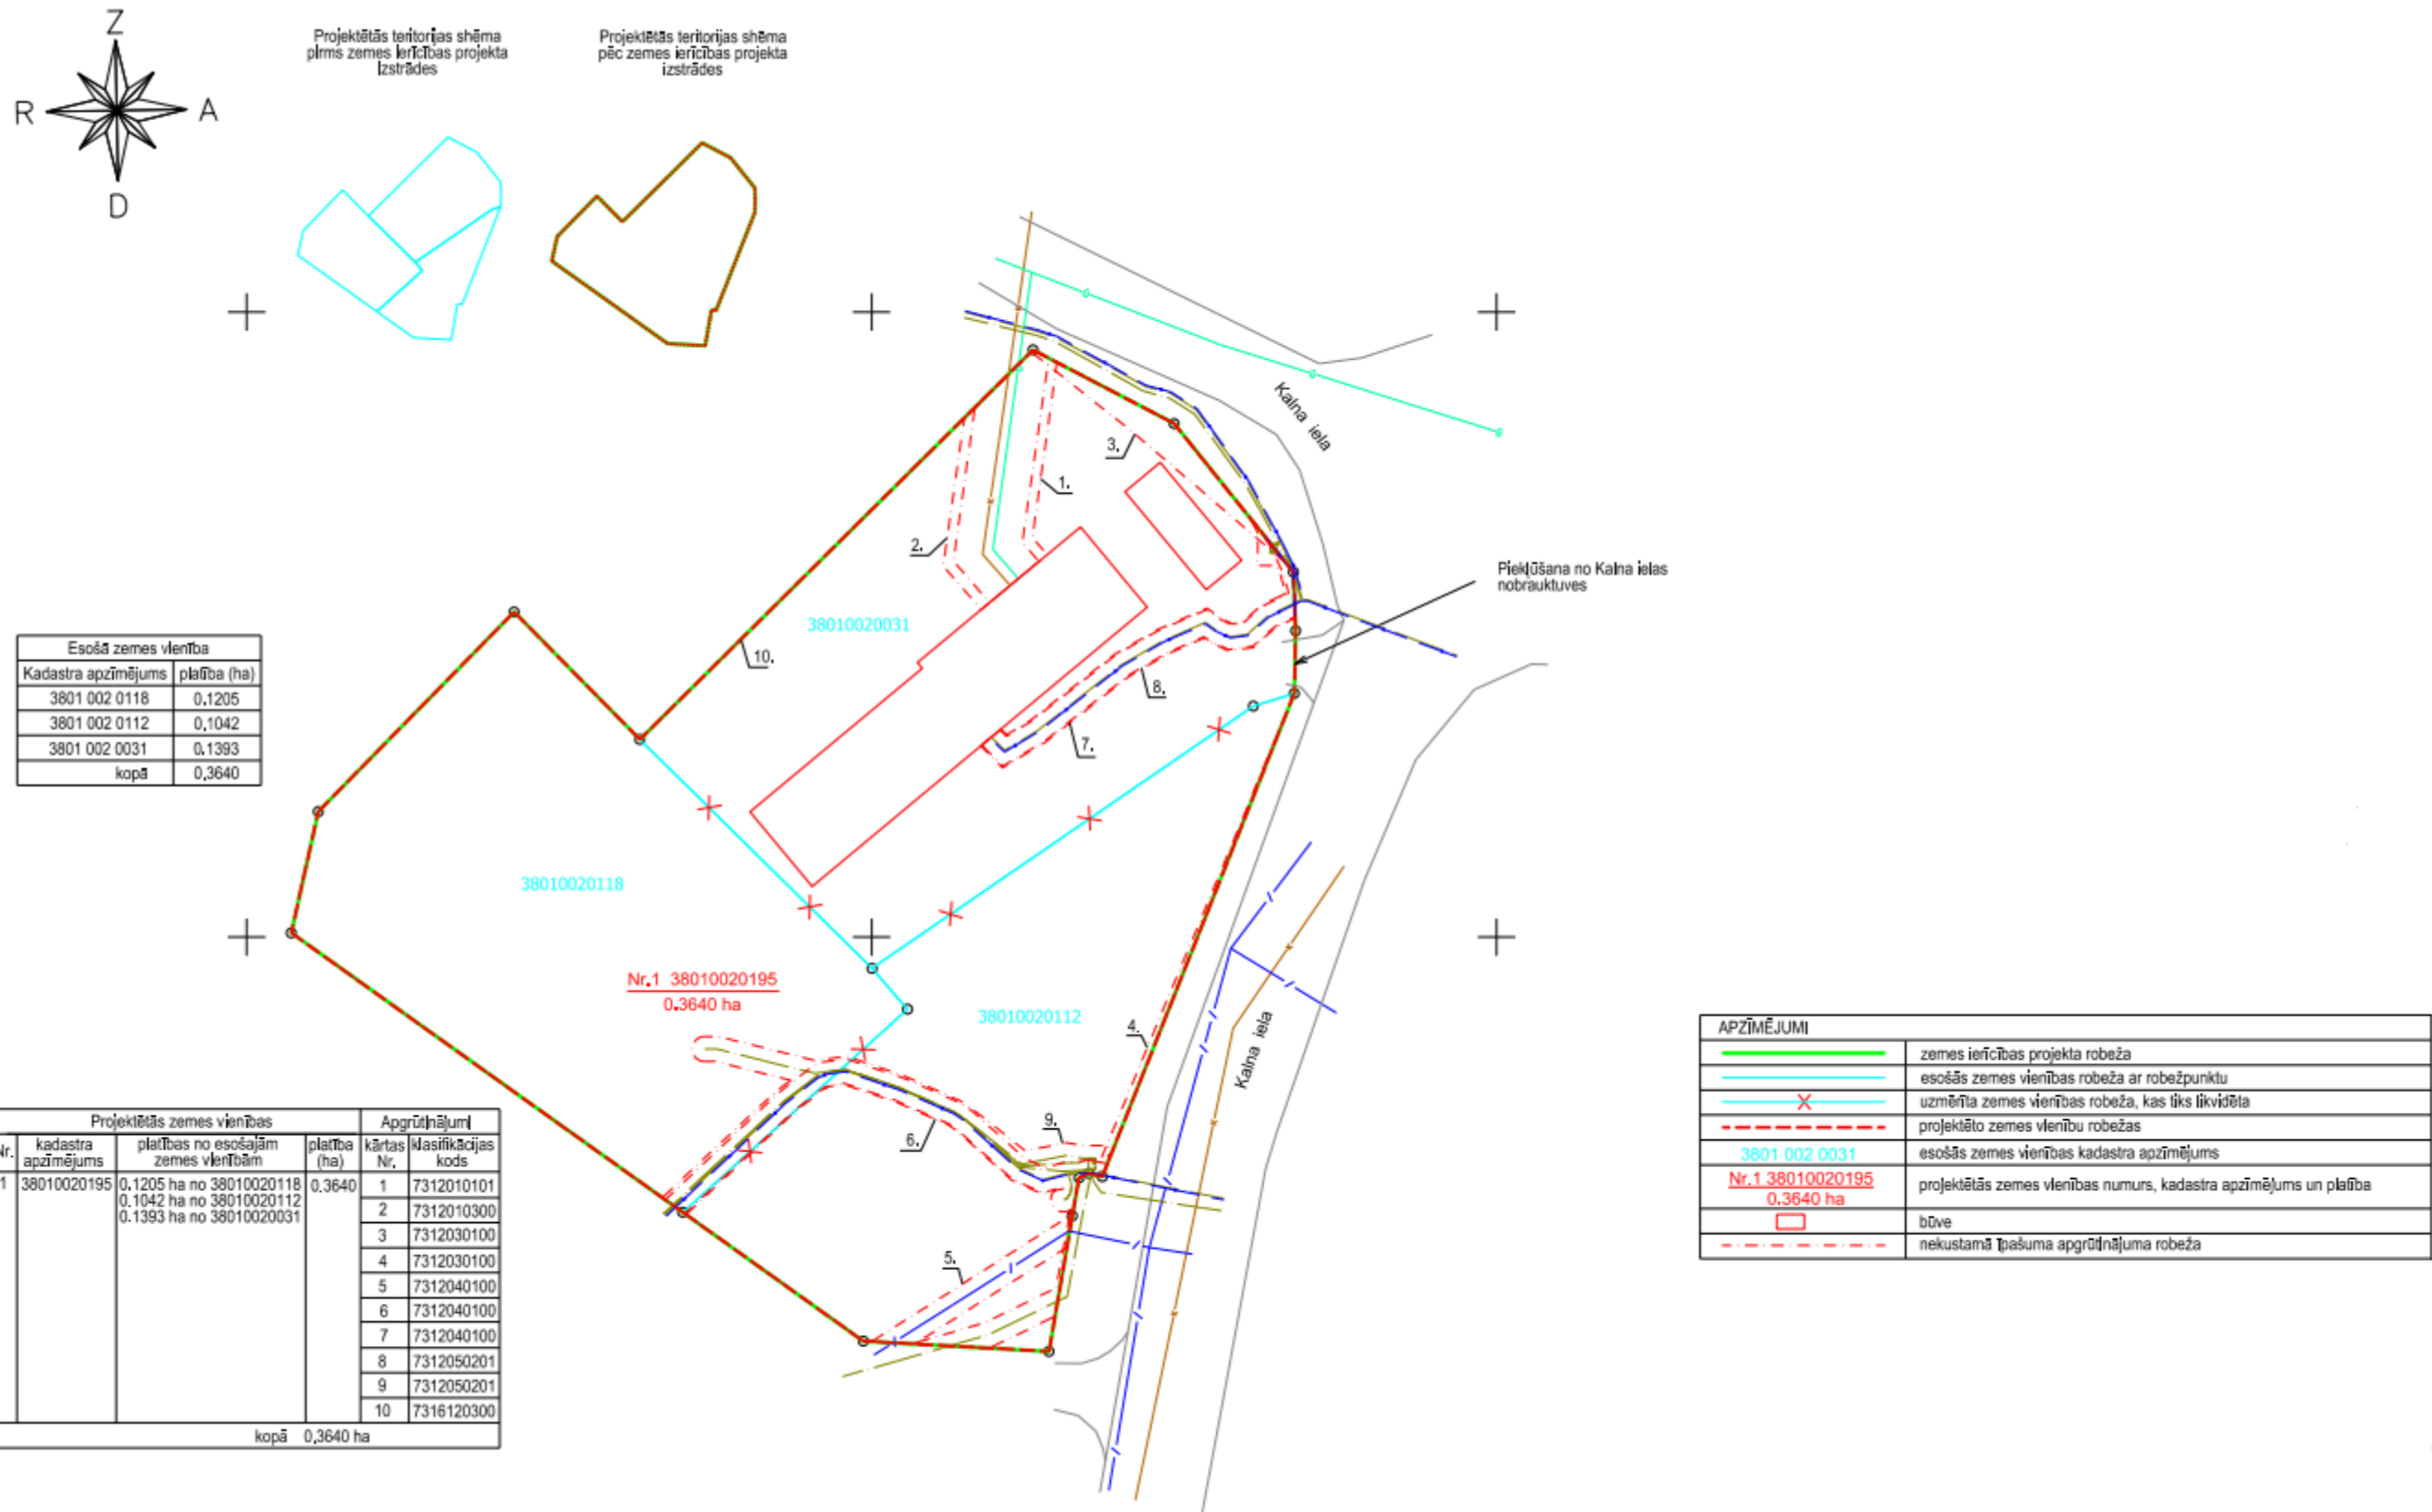 Z
R
A
D
Projektētās teritorijas shēma
pirms zemes ierīcības projekta
izstrādes
Projektētās teritorijas shēma
pēc zemes ierīcības projekta
izstrādes
Kalna iela
3.
1.
2.
Piekļūšana no Kalna ielas
nobrauktuves
38010020031
10.
8.
7.
Esošā zemes vienība
Kadastra apzīmējums platība (ha)
3801 002 0118 0.1205
3801 002 0112 0.1042
3801 002 0031 0.1393
kopā 0.3640
38010020118
Nr.1 38010020195
0.3640 ha
38010020112
4.
Kalna iela
9.
6.
5.
Projektētās zemes vienības Apgrūtinājumi
Nr. kadastra apzīmējums platības no esošajām zemes vienībām platība (ha) kārtas Nr. klasifikācijas kods
1 38010020195 0.1205 ha no 38010020118 0.3640 1 7312010101
0.1042 ha no 38010020112
0.1393 ha no 38010020031
2 7312010300
3 7312030100
4 7312030100
5 7312040100
6 7312040100
7 7312040100
8 7312050201
9 7312050201
10 7316120300
kopā 0,3640 ha
APZĪMĒJUMI
zemes ierīcības projekta robeža
esošās zemes vienības robeža ar robežpunktu
uzmērīta zemes vienības robeža, kas tiks likvidēta
projektēto zemes vienību robežas
3801 002 0031 esošās zemes vienības kadastra apzīmējums
Nr.1 38010020195
0.3640 ha
projektētās zemes vienības numurs, kadastra apzīmējums un platība
būve
nekustamā īpašuma apgrūtinājuma robeža